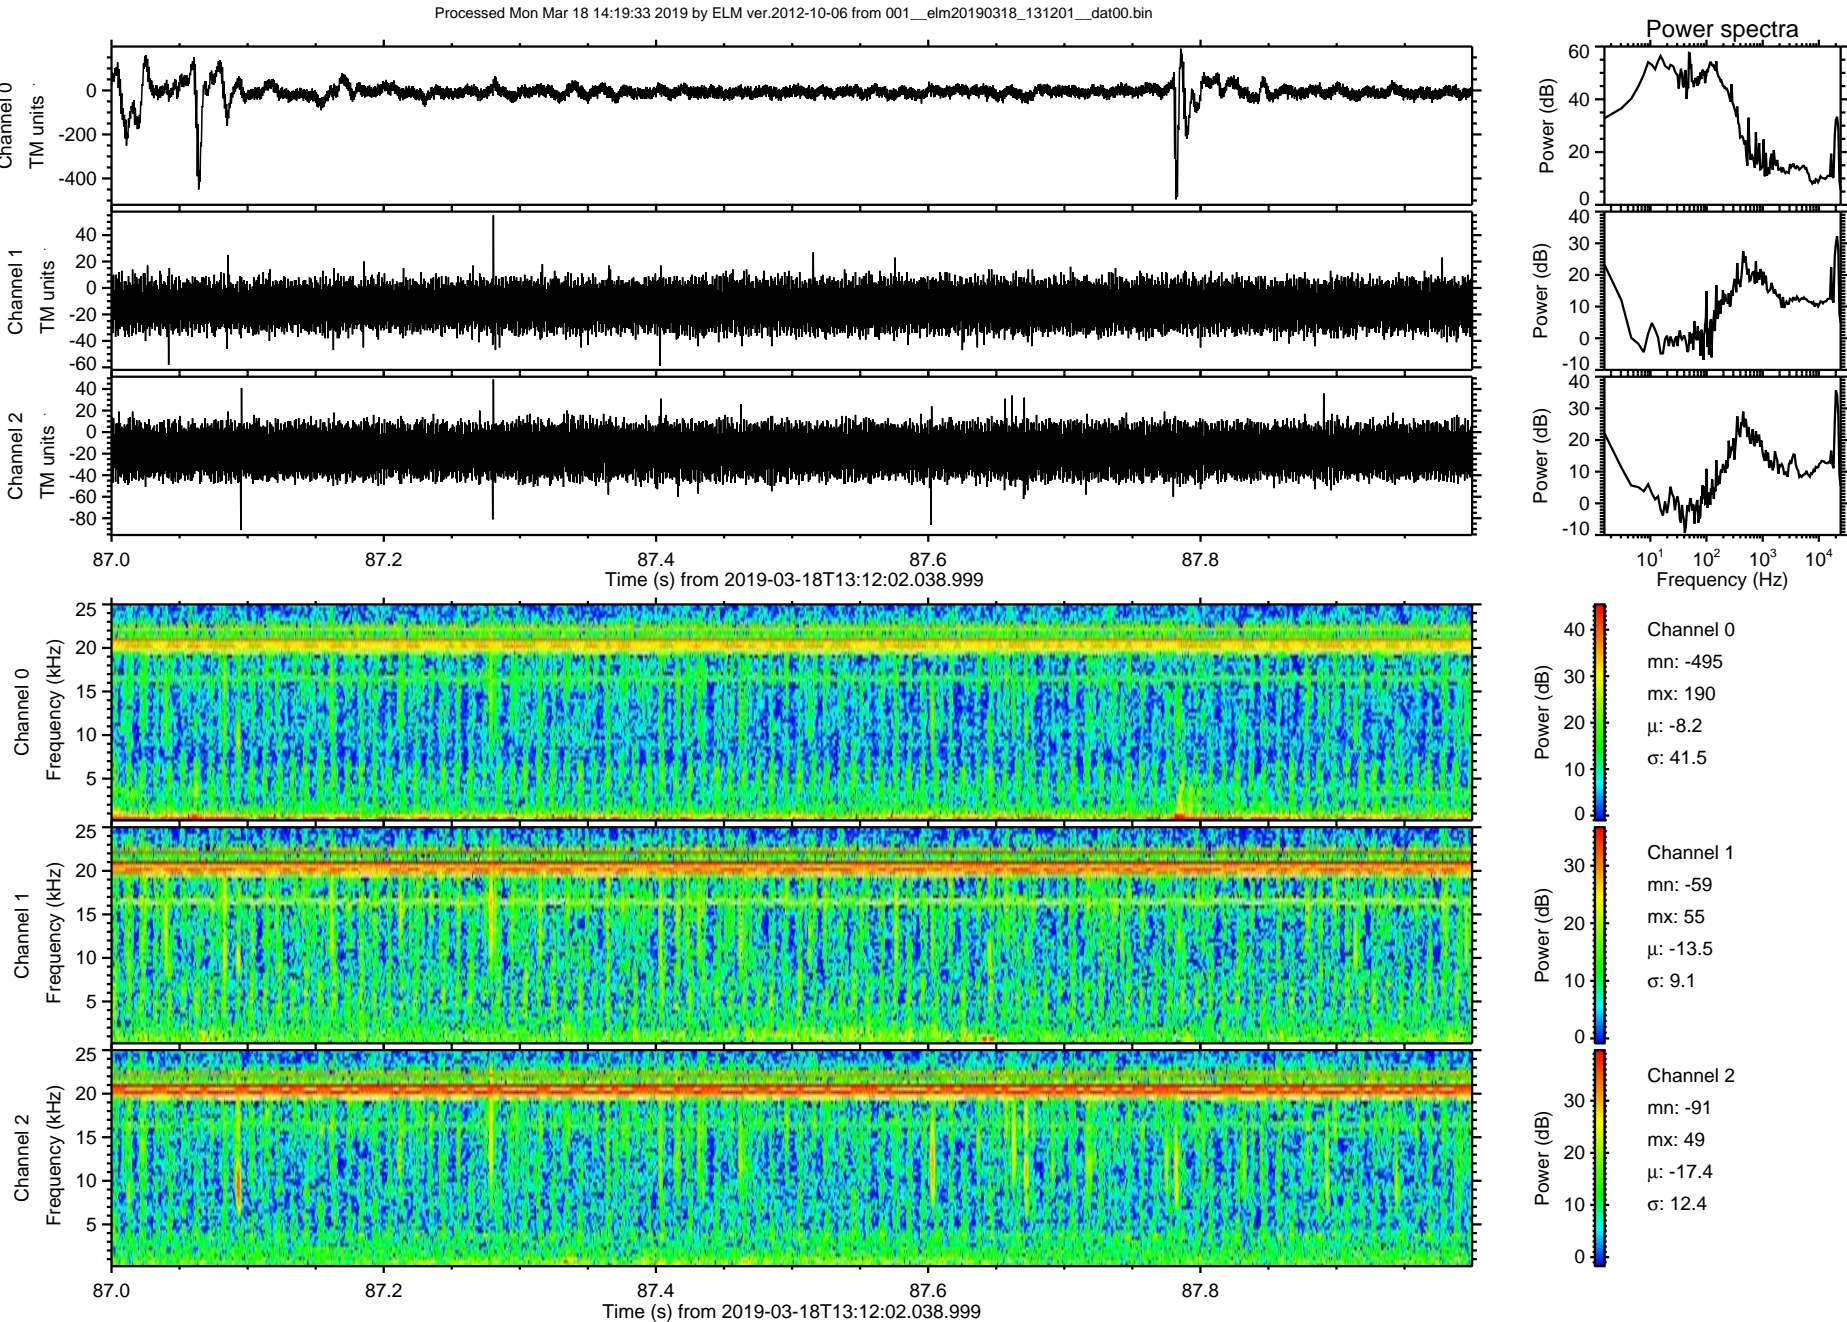 Processed Mon Mar 18 14:19:33 2019 by ELM ver.2012-10-06 from 001__elm20190318_131201__dat00.bin
Power spectra
Channel 0
TM units
0
-200
-400
Power (dB)
60
40
20
0
Channel 1
TM units
40
20
0
-20
-40
-60
Power (dB)
40
30
20
10
0
-10
Channel 2
TM units
40
20
0
-20
-40
-60
-80
Power (dB)
40
30
20
10
0
-10
87.0 87.2 87.4 87.6 87.8
Time (s) from 2019-03-18T13:12:02.038.999
10¹ 10² 10³ 10⁴
Frequency (Hz)
Channel 0
Frequency (kHz)
25
20
15
10
5
Power (dB)
40
30
20
10
0
Channel 0
mn: -495
mx: 190
μ: -8.2
σ: 41.5
Channel 1
Frequency (kHz)
25
20
15
10
5
Power (dB)
30
20
10
0
Channel 1
mn: -59
mx: 55
μ: -13.5
σ: 9.1
Channel 2
Frequency (kHz)
25
20
15
10
5
Power (dB)
30
20
10
0
Channel 2
mn: -91
mx: 49
μ: -17.4
σ: 12.4
87.0 87.2 87.4 87.6 87.8
Time (s) from 2019-03-18T13:12:02.038.999